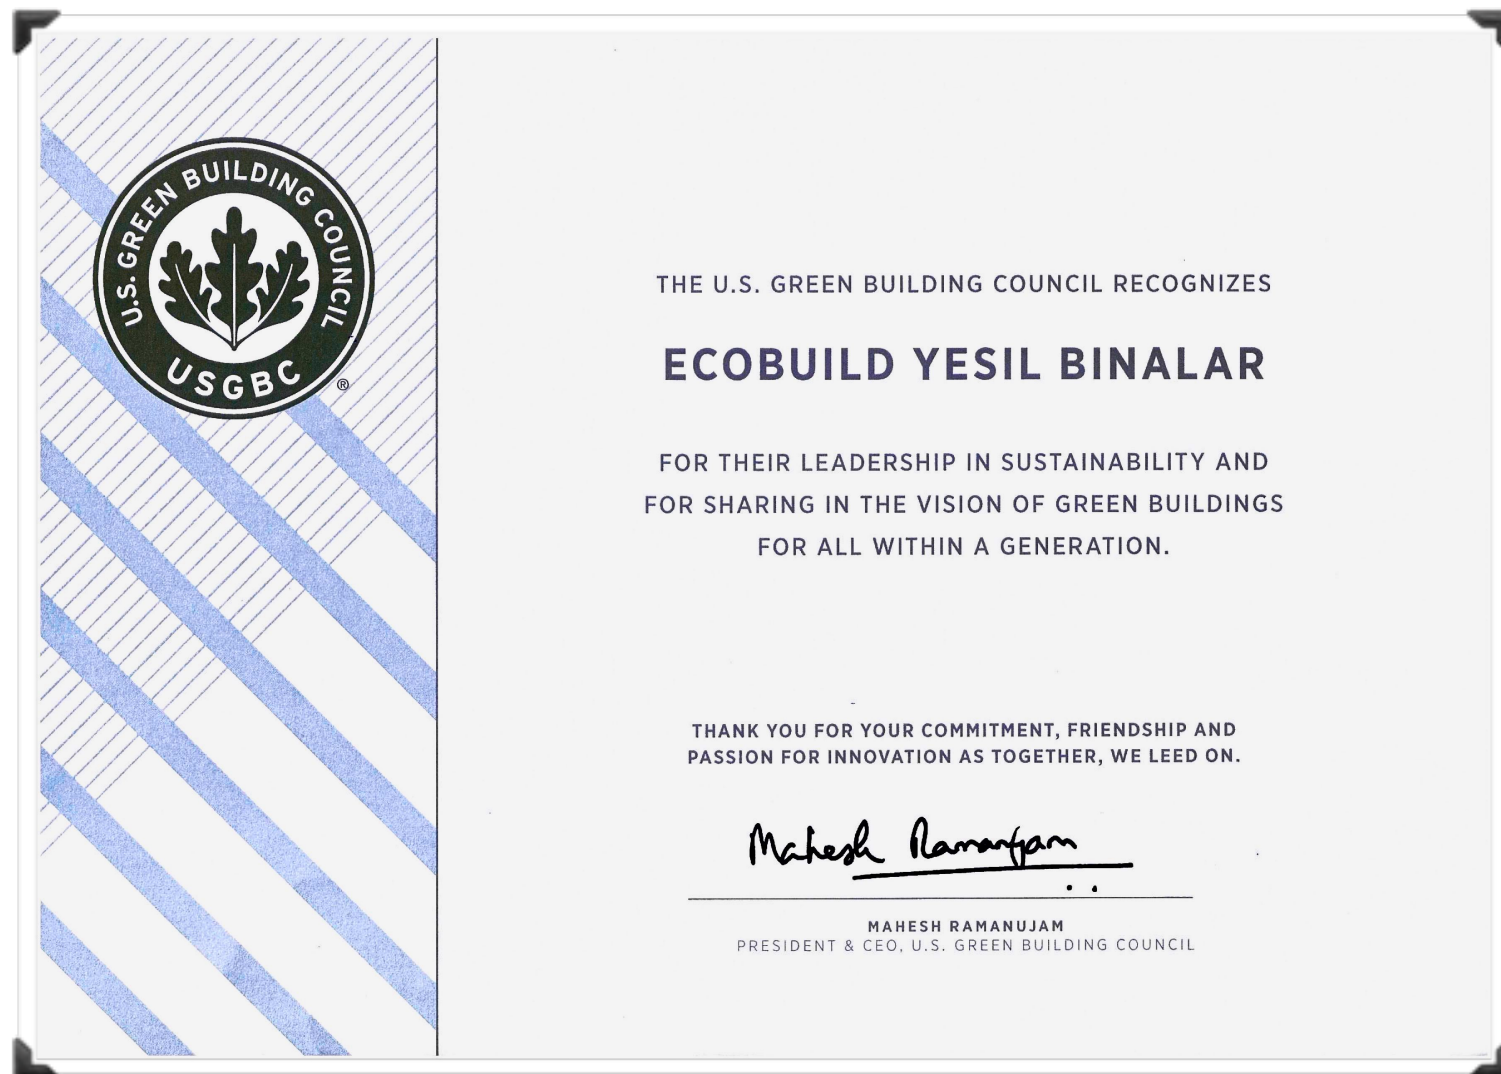 U.S. GREEN BUILDING COUNCIL
USGBC
®
THE U.S. GREEN BUILDING COUNCIL RECOGNIZES
ECOBUILD YESIL BINALAR
FOR THEIR LEADERSHIP IN SUSTAINABILITY AND
FOR SHARING IN THE VISION OF GREEN BUILDINGS
FOR ALL WITHIN A GENERATION.
THANK YOU FOR YOUR COMMITMENT, FRIENDSHIP AND
PASSION FOR INNOVATION AS TOGETHER, WE LEED ON.
Mahesh Ramanujam
MAHESH RAMANUJAM
PRESIDENT & CEO, U.S. GREEN BUILDING COUNCIL